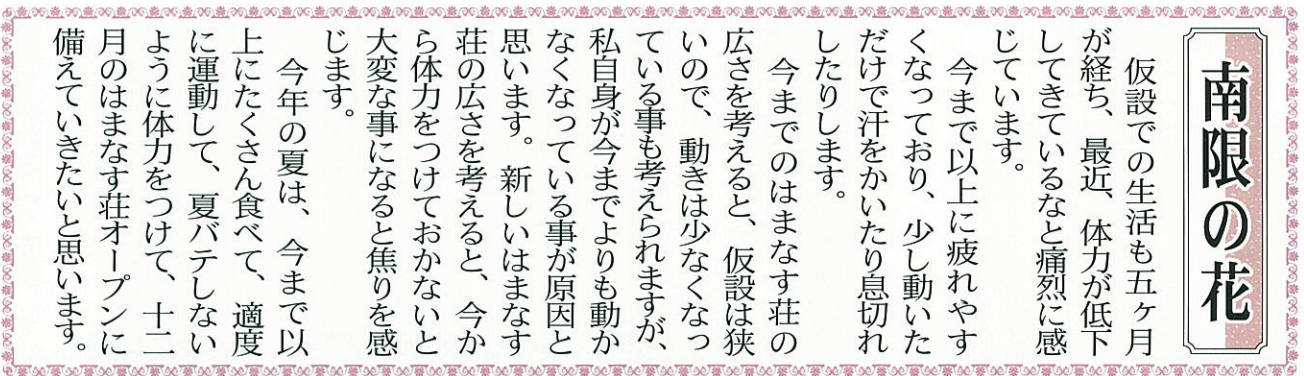 南限の花
仮設での生活も五ヶ月
が経ち、最近、体力が低下
してきているなと痛烈に感
じています。
今まで以上に疲れやす
くなっており、少し動いた
だけで汗をかいたり息切れ
したりします。
今までのはまなす荘の
広さを考えると、仮設は狭
いので、動きは少なくなっ
ている事も考えられますが、
私自身が今までよりも動か
なくなっている事が原因と
思います。新しいはまなす
荘の広さを考えると、今か
ら体力をつけておかないと
大変な事になると焦りを感
じます。
今年の夏は、今まで以
上にたくさん食べて、適度
に運動して、夏バテしない
ように体力をつけて、十二
月のはまなす荘オープンに
備えていきたいと思います。